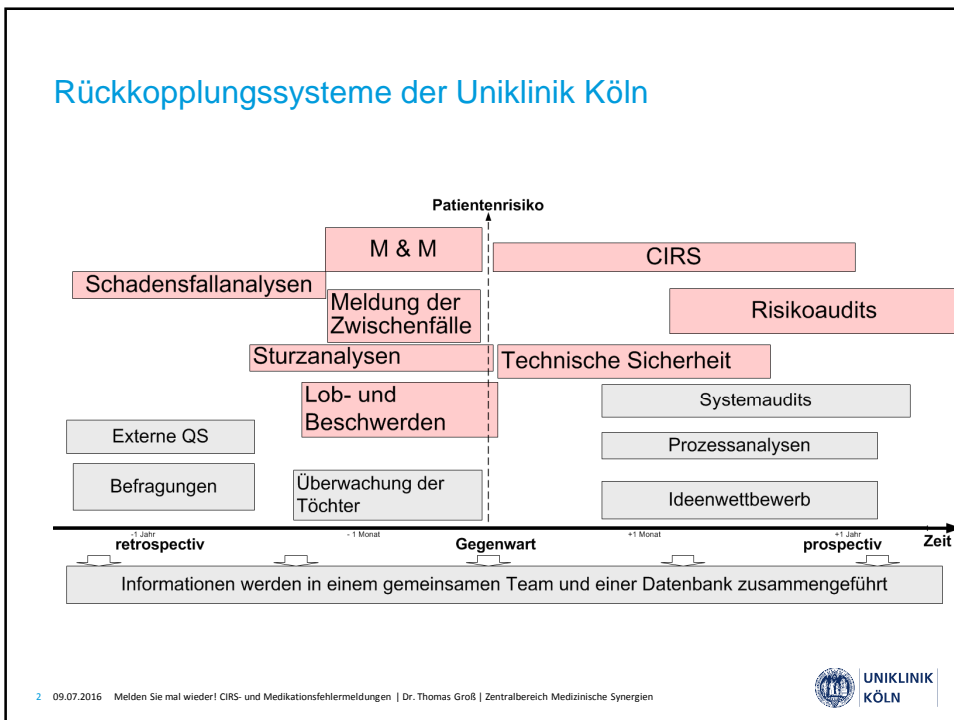 Rückkopplungssysteme der Uniklinik Köln
Patientenrisiko
M & M
CIRS
Schadensfallanalysen
Meldung der
Zwischenfälle
Risikoaudits
Sturzanalysen
Technische Sicherheit
Lob- und
Beschwerden
Systemaudits
Externe QS
Prozessanalysen
Befragungen
Überwachung der
Töchter
Ideenwettbewerb
-1 Jahr
- 1 Monat
+1 Monat
+1 Jahr
retrospectiv
Gegenwart
prospectiv
Zeit
Informationen werden in einem gemeinsamen Team und einer Datenbank zusammengeführt
2 09.07.2016 Melden Sie mal wieder! CIRS- und Medikationsfehlermeldungen | Dr. Thomas Groß | Zentralbereich Medizinische Synergien
UNIKLINIK
KÖLN